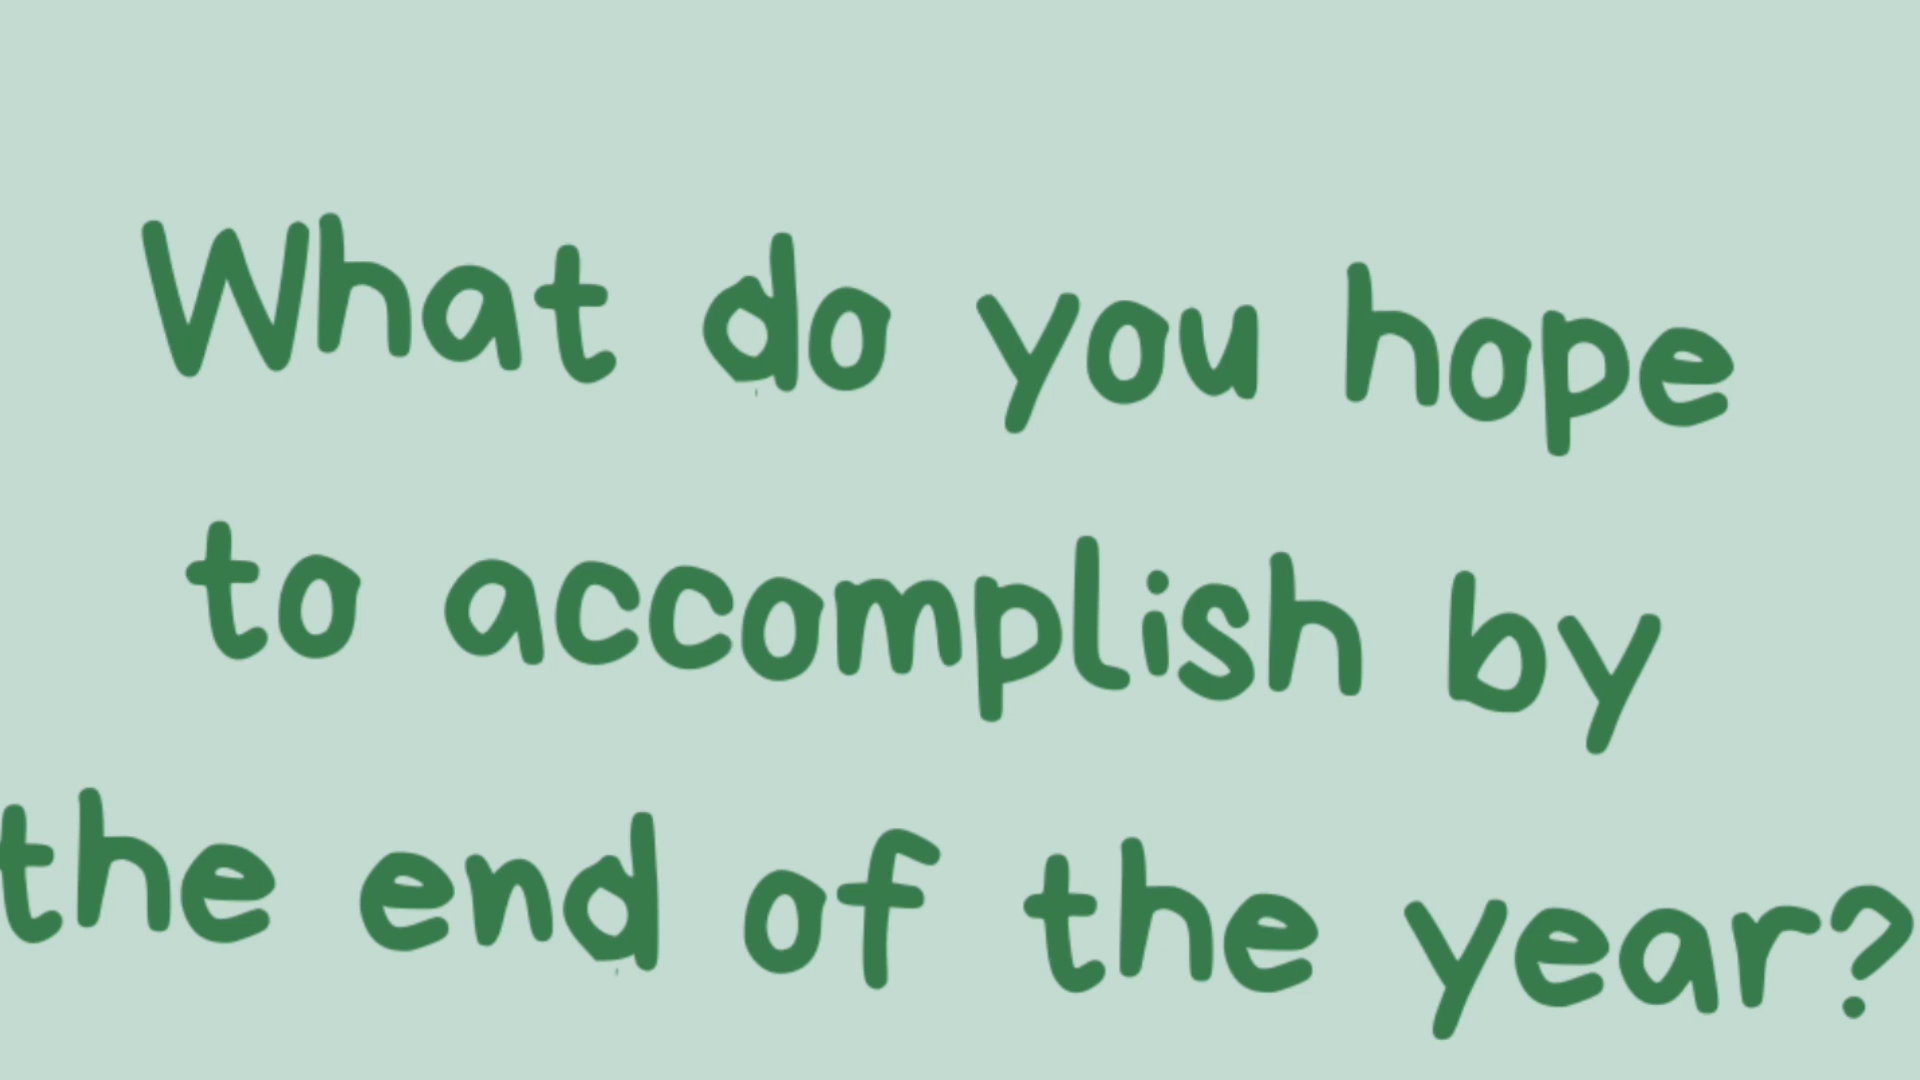 What do you hope
to accomplish by
the end of the year?